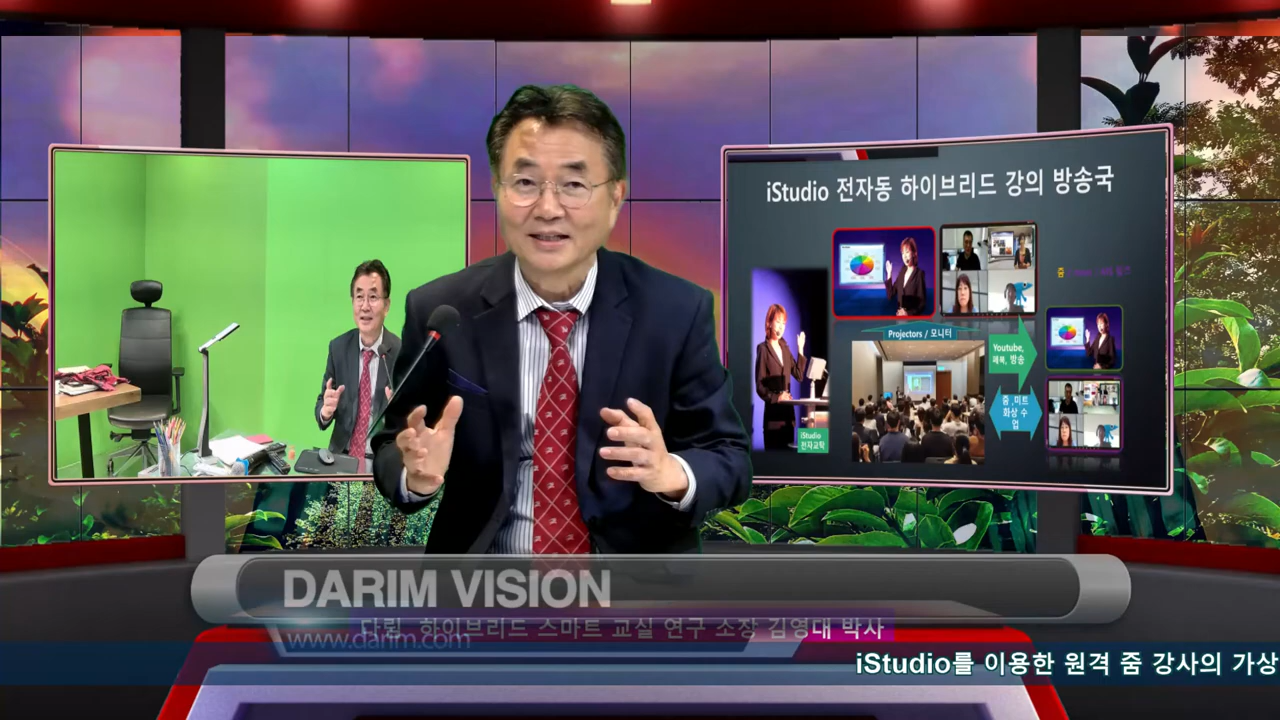 iStudio 전자동 하이브리드 강의 방송국
줌
Projectors / 모니터
Youtube,
방송
줌 ,미트
화상 수
업
iStudio
전자교탁
DARIM VISION
다림 하이브리드 스마트 교실 연구 소장 김영대 박사
www.darim.com
iStudio를 이용한 원격 줌 강사의 가상